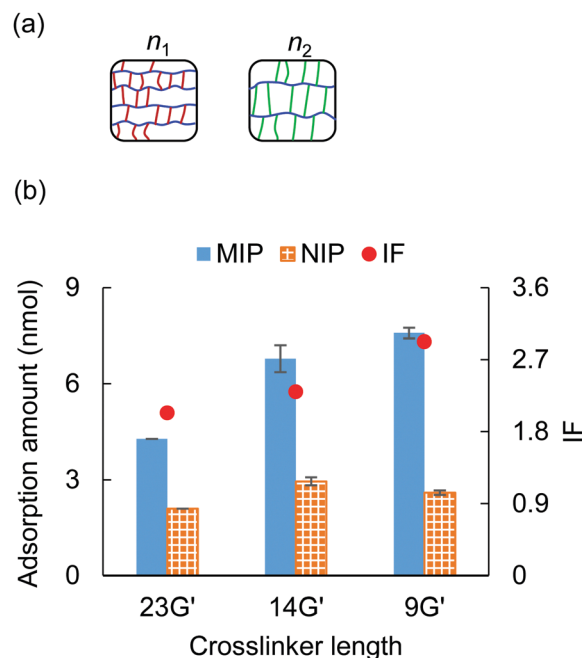 (a)
n1 n2
(b)
MIP NIP IF
9 3.6
6 2.7
3 1.8
0 0.9
0
Adsorption amount (nmol)
IF
23G' 14G' 9G'
Crosslinker length